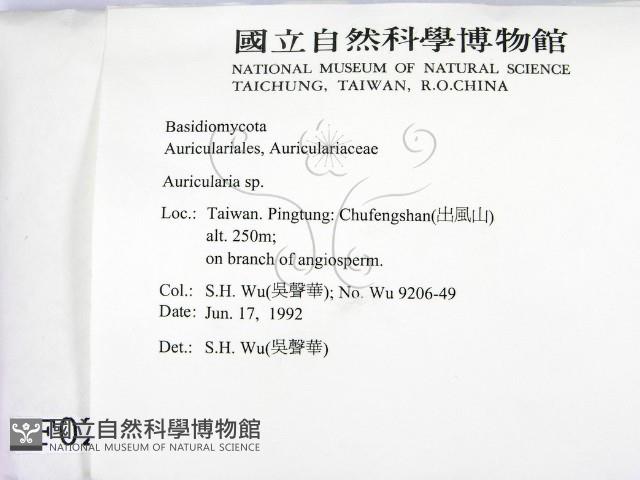 國立自然科學博物館
NATIONAL MUSEUM OF NATURAL SCIENCE
TAICHUNG, TAIWAN, R.O.CHINA
Basidiomycota
Auriculariales, Auriculariaceae
Auricularia sp.
Loc.: Taiwan. Pingtung: Chufengshan(出風山)
alt. 250m;
on branch of angiosperm.
Col.: S.H. Wu(吳聲華); No. Wu 9206-49
Date: Jun. 17, 1992
Det.: S.H. Wu(吳聲華)
國立自然科學博物館
NATIONAL MUSEUM OF NATURAL SCIENCE